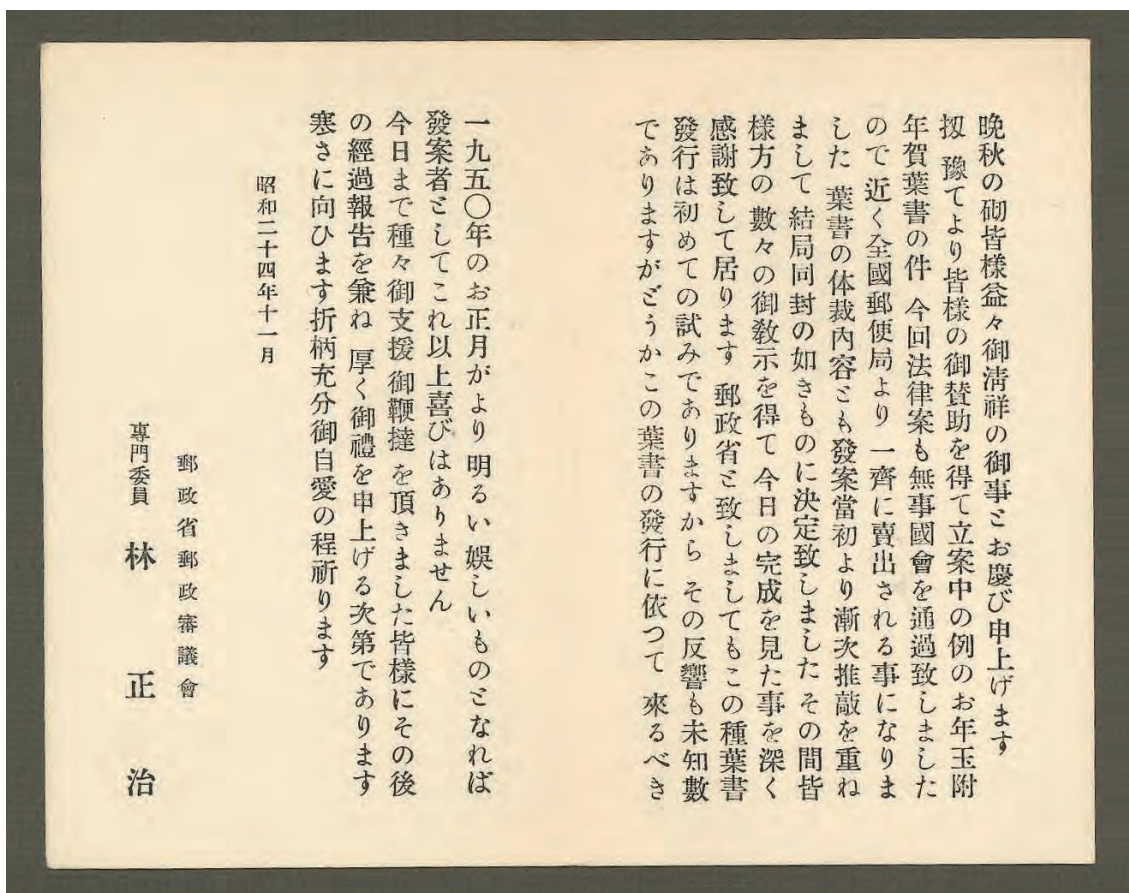 晩秋の砌皆樣益々御淸祥の御事とお慶び申上げます
扨　豫てより皆樣の御賛助を得て立案中の例のお年玉附
年賀葉書の件　今回法律案も無事國會を通過致しました
ので　近く全國郵便局より　一齊に賣出される事になりま
した　葉書の体裁内容とも發案當初より漸次推敲を重ね
まして　結局同封の如きものに決定致しました　その間皆
樣方の　數々の御敎示を得て　今日の完成を見た事を深く
感謝致して居ります　郵政省と致しましてもこの種葉書
發行は初めての試みでありますから　その反響も未知數
でありますがどうかこの葉書の發行に依つて　來るべき
一九五〇年のお正月がより　明るい　娯しいものとなれば
發案者としてこれ以上喜びはありません
今日まで種々御支援　御鞭撻　を頂きました皆樣にその後
の經過報告を兼ね　厚く御禮を申上げる次第であります
寒さに向ひます折柄充分御自愛の程祈ります
昭和二十四年十一月
郵政省郵政審議會
專門委員　林　正　治